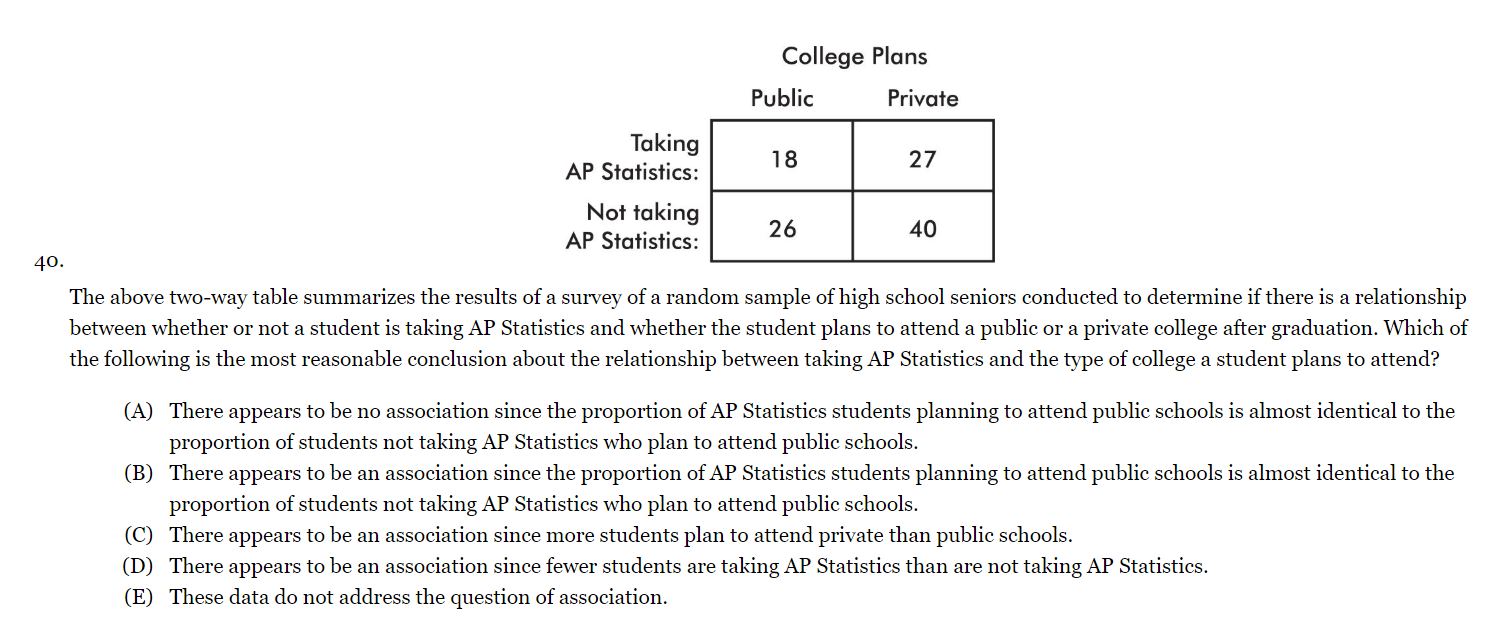 College Plans
Public Private
Taking
AP Statistics: 18 27
Not taking
AP Statistics: 26 40
40.
The above two-way table summarizes the results of a survey of a random sample of high school seniors conducted to determine if there is a relationship
between whether or not a student is taking AP Statistics and whether the student plans to attend a public or a private college after graduation. Which of
the following is the most reasonable conclusion about the relationship between taking AP Statistics and the type of college a student plans to attend?
(A) There appears to be no association since the proportion of AP Statistics students planning to attend public schools is almost identical to the
proportion of students not taking AP Statistics who plan to attend public schools.
(B) There appears to be an association since the proportion of AP Statistics students planning to attend public schools is almost identical to the
proportion of students not taking AP Statistics who plan to attend public schools.
(C) There appears to be an association since more students plan to attend private than public schools.
(D) There appears to be an association since fewer students are taking AP Statistics than are not taking AP Statistics.
(E) These data do not address the question of association.